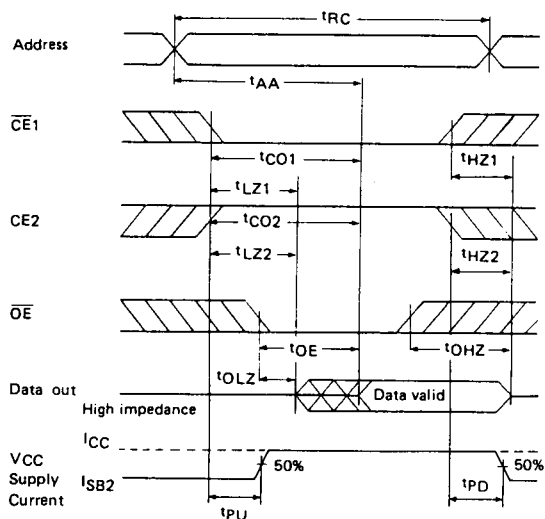 tRC
Address
tAA
CE1
tCO1
tHZ1
tLZ1
CE2
tCO2
tLZ2
tHZ2
OE
tOE
tOHZ
tOLZ
Data out
Data valid
High impedance
ICC
VCC
50%
50%
Supply
ISB2
Current
tPU
tPD